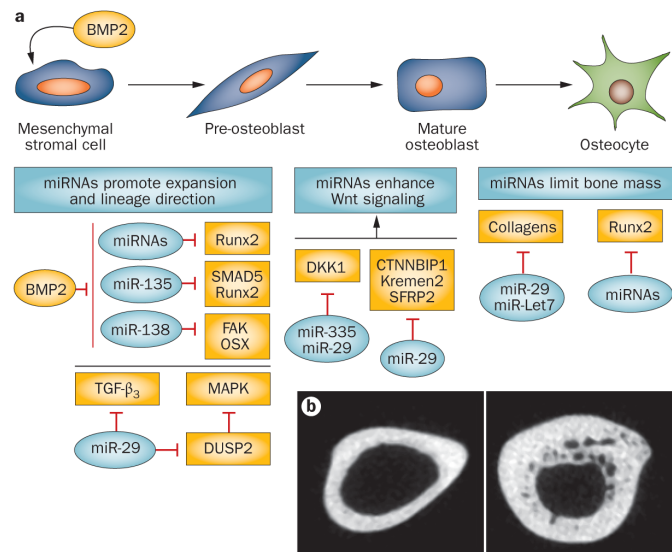 a
BMP2
Mesenchymal
stromal cell
Pre-osteoblast
Mature
osteoblast
Osteocyte
miRNAs promote expansion
and lineage direction
miRNAs enhance
Wnt signaling
miRNAs limit bone mass
BMP2
miRNAs
Runx2
miR-135
SMAD5
Runx2
miR-138
FAK
OSX
TGF-β₃
MAPK
miR-29
DUSP2
DKK1
CTNNBIP1
Kremen2
SFRP2
miR-335
miR-29
miR-29
Collagens
Runx2
miR-29
miR-Let7
miRNAs
b